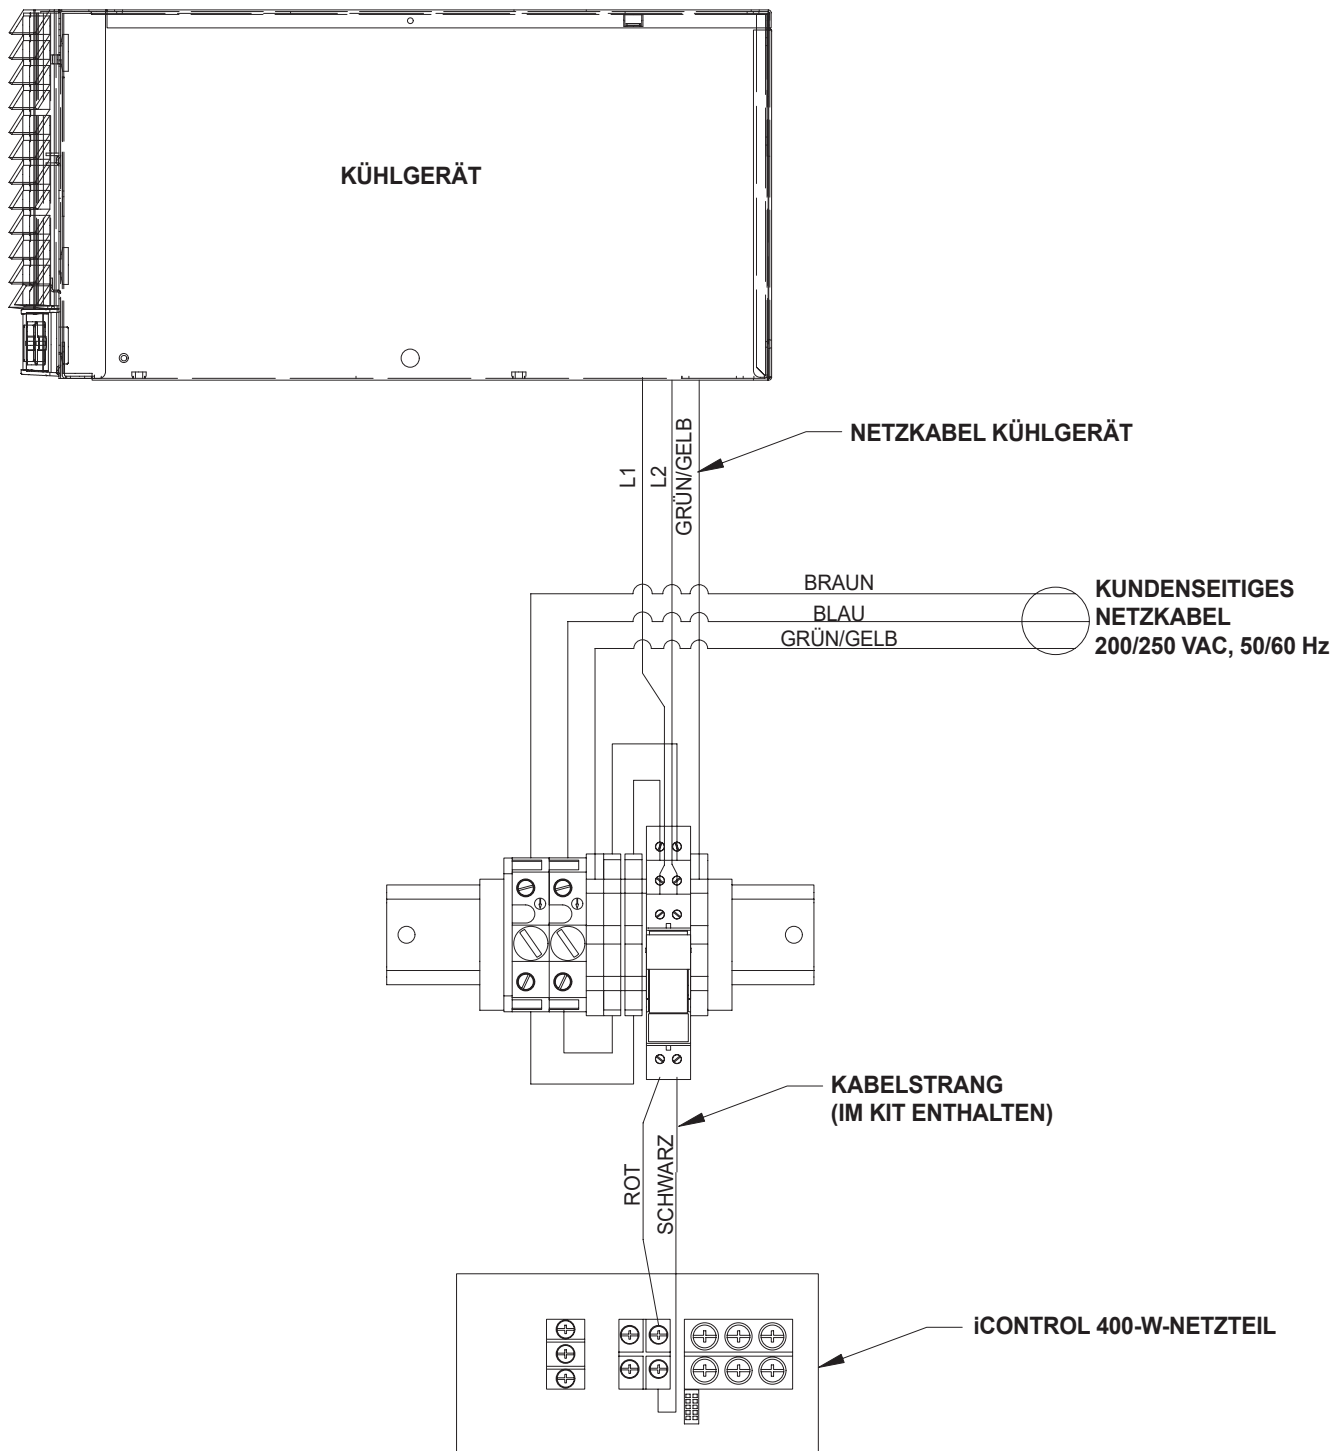 KÜHLGERÄT
NETZKABEL KÜHLGERÄT
L1
L2
GRÜN/GELB
BRAUN
BLAU
GRÜN/GELB
KUNDENSEITIGES
NETZKABEL
200/250 VAC, 50/60 Hz
KABELSTRANG
(IM KIT ENTHALTEN)
ROT
SCHWARZ
iCONTROL 400-W-NETZTEIL